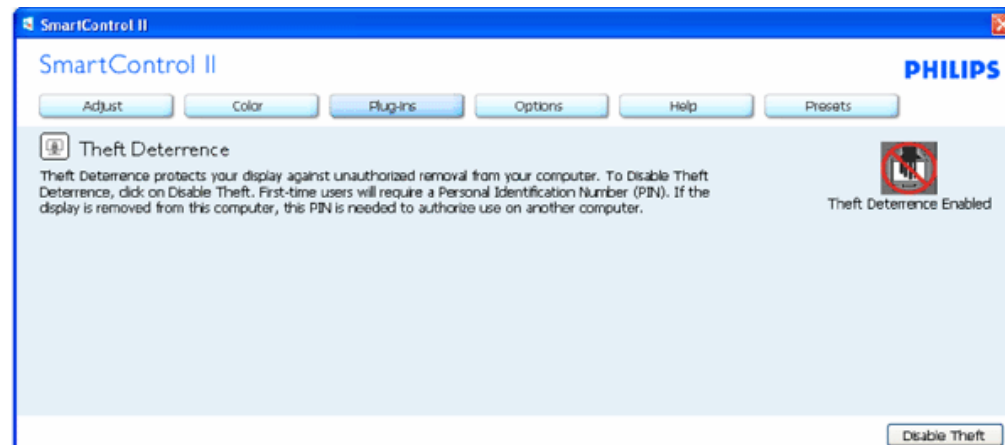 SmartControl II
SmartControl II
PHILIPS
Adjust Color Plug-Ins Options Help Presets
Theft Deterrence
Theft Deterrence protects your display against unauthorized removal from your computer. To Disable Theft
Deterrence, click on Disable Theft. First-time users will require a Personal Identification Number (PIN). If the
display is removed from this computer, this PIN is needed to authorize use on another computer.
Theft Deterrence Enabled
Disable Theft